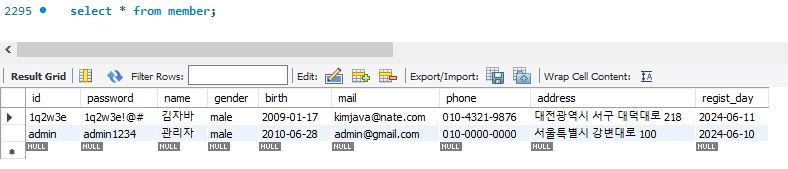 2295 select * from member;
Result Grid Filter Rows: Edit: Export/Import: Wrap Cell Content:
id password name gender birth mail phone address regist_day
1q2w3e 1q2w3e!@# 김자바 male 2009-01-17 kimjava@nate.com 010-4321-9876 대전광역시 서구 대덕대로 218 2024-06-11
admin admin1234 관리자 male 2010-06-28 admin@gmail.com 010-0000-0000 서울특별시 강변대로 100 2024-06-10
NULL NULL NULL NULL NULL NULL NULL NULL NULL